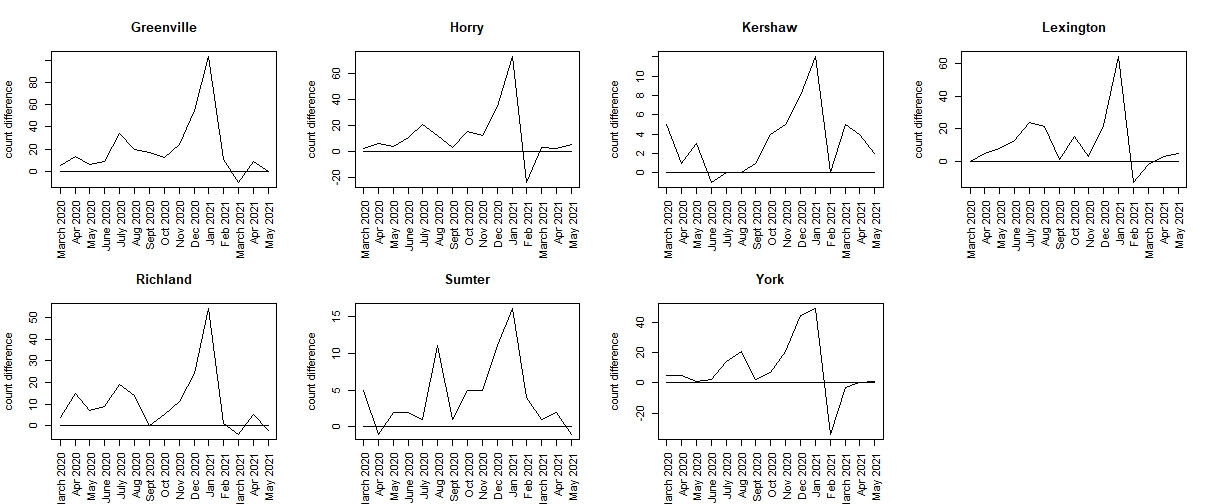 Greenville
count difference
0
20
40
60
80
March 2020
Apr 2020
May 2020
June 2020
July 2020
Aug 2020
Sept 2020
Oct 2020
Nov 2020
Dec 2020
Jan 2021
Feb 2021
March 2021
Apr 2021
May 2021
Horry
count difference
-20
0
20
40
60
March 2020
Apr 2020
May 2020
June 2020
July 2020
Aug 2020
Sept 2020
Oct 2020
Nov 2020
Dec 2020
Jan 2021
Feb 2021
March 2021
Apr 2021
May 2021
Kershaw
count difference
0
2
4
6
8
10
March 2020
Apr 2020
May 2020
June 2020
July 2020
Aug 2020
Sept 2020
Oct 2020
Nov 2020
Dec 2020
Jan 2021
Feb 2021
March 2021
Apr 2021
May 2021
Lexington
count difference
0
20
40
60
March 2020
Apr 2020
May 2020
June 2020
July 2020
Aug 2020
Sept 2020
Oct 2020
Nov 2020
Dec 2020
Jan 2021
Feb 2021
March 2021
Apr 2021
May 2021
Richland
count difference
0
10
20
30
40
50
March 2020
Apr 2020
May 2020
June 2020
July 2020
Aug 2020
Sept 2020
Oct 2020
Nov 2020
Dec 2020
Jan 2021
Feb 2021
March 2021
Apr 2021
May 2021
Sumter
count difference
0
5
10
15
March 2020
Apr 2020
May 2020
June 2020
July 2020
Aug 2020
Sept 2020
Oct 2020
Nov 2020
Dec 2020
Jan 2021
Feb 2021
March 2021
Apr 2021
May 2021
York
count difference
-20
0
20
40
March 2020
Apr 2020
May 2020
June 2020
July 2020
Aug 2020
Sept 2020
Oct 2020
Nov 2020
Dec 2020
Jan 2021
Feb 2021
March 2021
Apr 2021
May 2021